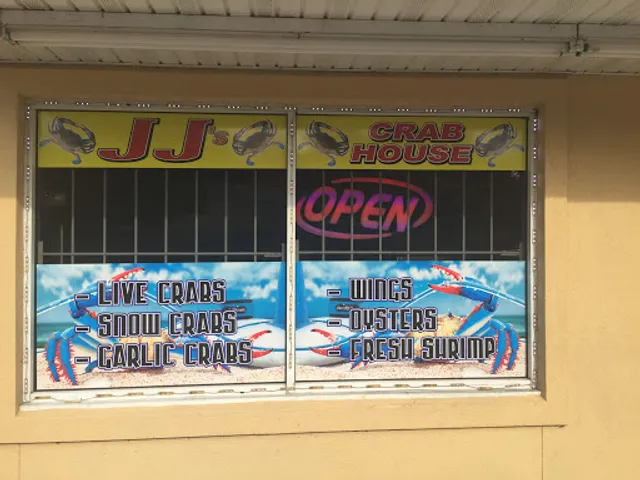 JJ's
CRAB
HOUSE
OPEN
- LIVE CRABS
- SNOW CRABS
- GARLIC CRABS
- WINGS
- OYSTERS
- FRESH SHRIMP